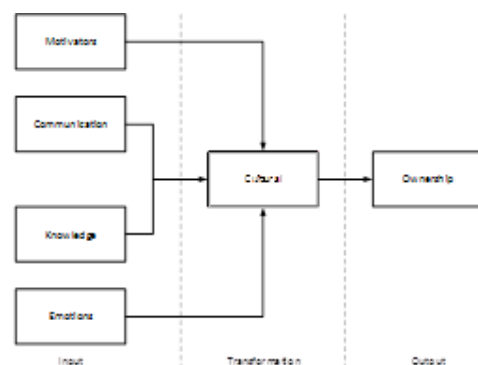 Motivators
Communication
Cultural
Ownership
Knowledge
Emotions
Input
Transformation
Output